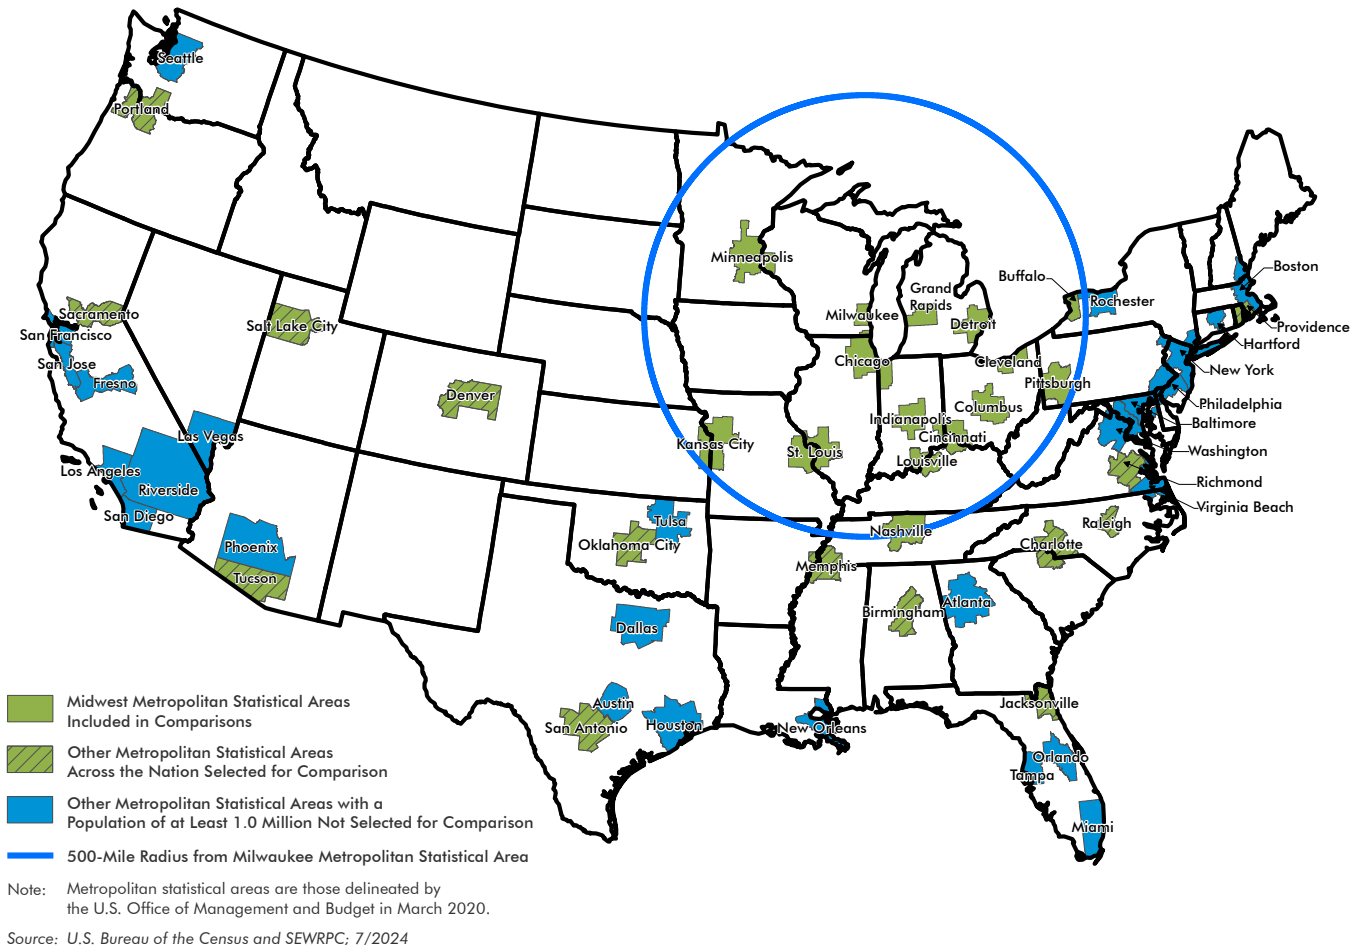 Seattle
Portland
Sacramento
San Francisco
San Jose
Fresno
Salt Lake City
Denver
Las Vegas
Los Angeles
Riverside
San Diego
Phoenix
Tucson
Minneapolis
Milwaukee
Grand
Rapids
Detroit
Chicago
Cleveland
Pittsburgh
Buffalo
Rochester
Boston
Providence
Hartford
New York
Philadelphia
Baltimore
Washington
Richmond
Virginia Beach
Kansas City
St. Louis
Indianapolis
Columbus
Cincinnati
Louisville
Nashville
Memphis
Raleigh
Charlotte
Birmingham
Atlanta
Tulsa
Oklahoma City
Dallas
Austin
San Antonio
Houston
New Orleans
Jacksonville
Orlando
Tampa
Miami
Midwest Metropolitan Statistical Areas
Included in Comparisons
Other Metropolitan Statistical Areas
Across the Nation Selected for Comparison
Other Metropolitan Statistical Areas with a
Population of at Least 1.0 Million Not Selected for Comparison
500-Mile Radius from Milwaukee Metropolitan Statistical Area
Note: Metropolitan statistical areas are those delineated by
the U.S. Office of Management and Budget in March 2020.
Source: U.S. Bureau of the Census and SEWRPC; 7/2024